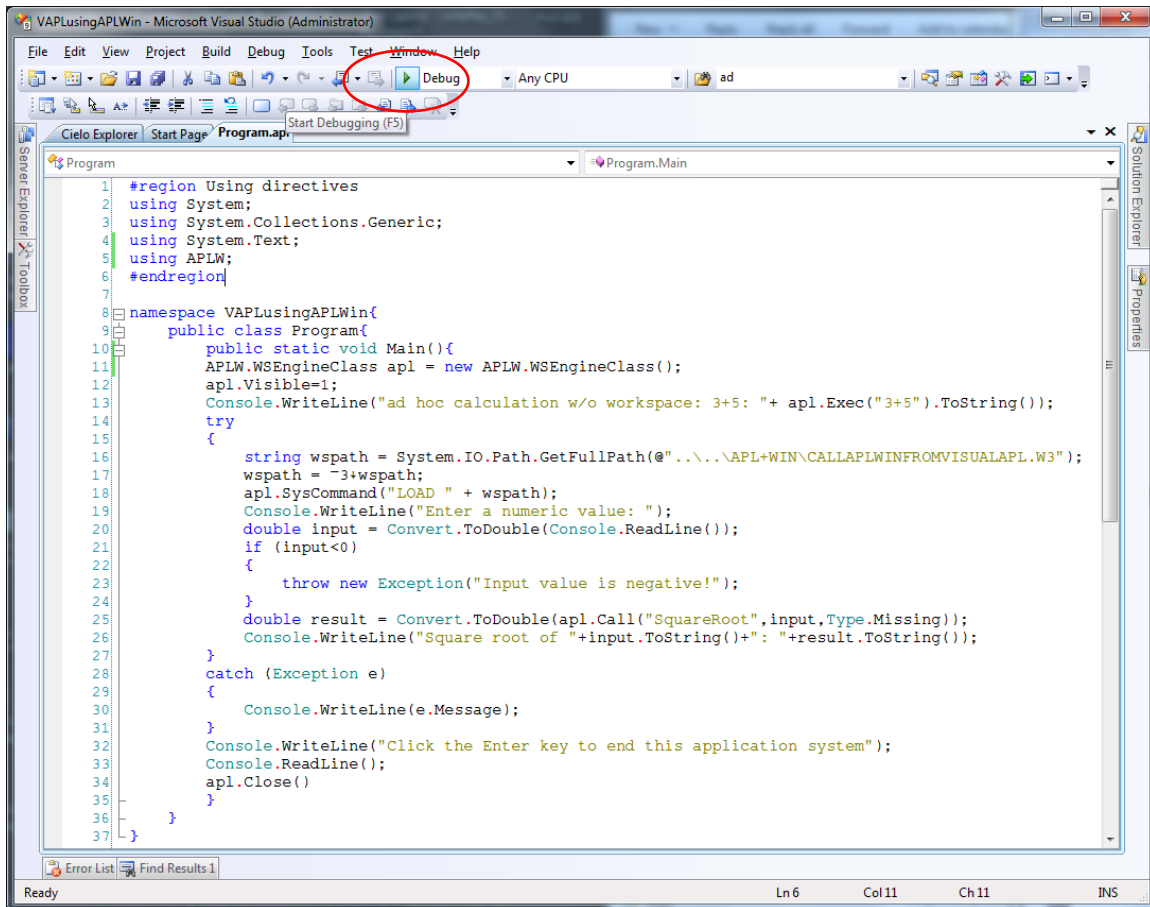 VAPLusingAPLWin - Microsoft Visual Studio (Administrator)
File Edit View Project Build Debug Tools Test Window Help
Debug Any CPU ad
Start Debugging (F5)
Cielo Explorer Start Page Program.apl
Program Program.Main
Server Explorer
Toolbox
Solution Explorer
Properties
1 #region Using directives
2 using System;
3 using System.Collections.Generic;
4 using System.Text;
5 using APLW;
6 #endregion
7
8 namespace VAPLusingAPLWin{
9 public class Program{
10 public static void Main(){
11 APLW.WSEngineClass apl = new APLW.WSEngineClass();
12 apl.Visible=1;
13 Console.WriteLine("ad hoc calculation w/o workspace: 3+5: "+ apl.Exec("3+5").ToString());
14 try
15 {
16 string wspath = System.IO.Path.GetFullPath(@"..\..\APL+WIN\CALLAPLWINFROMVISUALAPL.W3");
17 wspath = ¯3↓wspath;
18 apl.SysCommand("LOAD " + wspath);
19 Console.WriteLine("Enter a numeric value: ");
20 double input = Convert.ToDouble(Console.ReadLine());
21 if (input<0)
22 {
23 throw new Exception("Input value is negative!");
24 }
25 double result = Convert.ToDouble(apl.Call("SquareRoot",input,Type.Missing));
26 Console.WriteLine("Square root of "+input.ToString()+": "+result.ToString());
27 }
28 catch (Exception e)
29 {
30 Console.WriteLine(e.Message);
31 }
32 Console.WriteLine("Click the Enter key to end this application system");
33 Console.ReadLine();
34 apl.Close()
35 }
36 }
37 }
Error List Find Results 1
Ready Ln 6 Col 11 Ch 11 INS